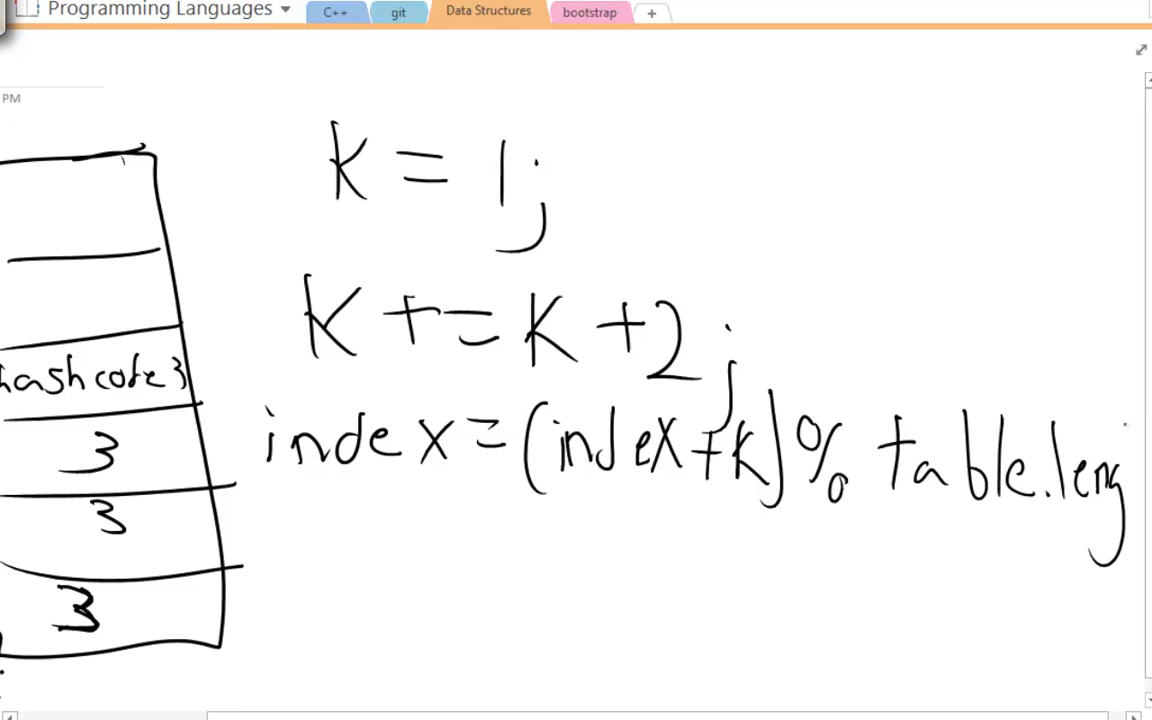 Programming Languages
C++
git
Data Structures
bootstrap
+
PM
k = 1;
k += k + 2;
hashcode 3
index = (index + k) % table.leng
3
3
3